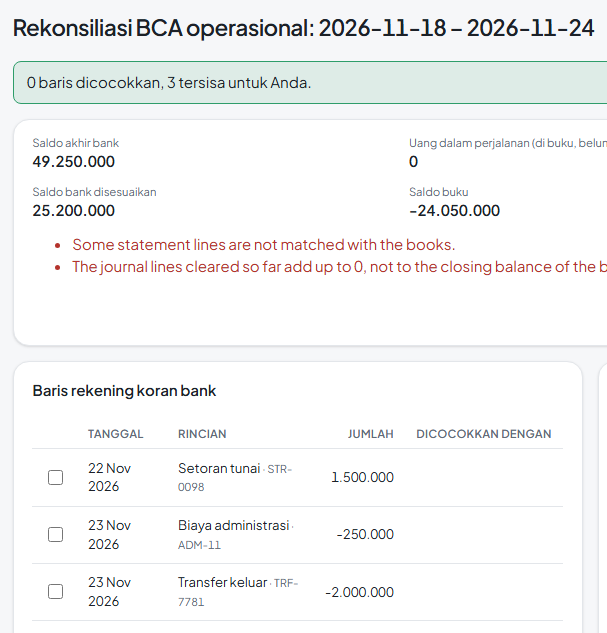 Rekonsiliasi BCA operasional: 2026-11-18 – 2026-11-24
0 baris dicocokkan, 3 tersisa untuk Anda.
Saldo akhir bank
49.250.000
Uang dalam perjalanan (di buku, belum
0
Saldo bank disesuaikan
25.200.000
Saldo buku
-24.050.000
Some statement lines are not matched with the books.
The journal lines cleared so far add up to 0, not to the closing balance of the
Baris rekening koran bank
TANGGAL RINCIAN JUMLAH DICOCOKKAN DENGAN
22 Nov 2026 Setoran tunai · STR-0098 1.500.000
23 Nov 2026 Biaya administrasi · ADM-11 -250.000
23 Nov 2026 Transfer keluar · TRF-7781 -2.000.000